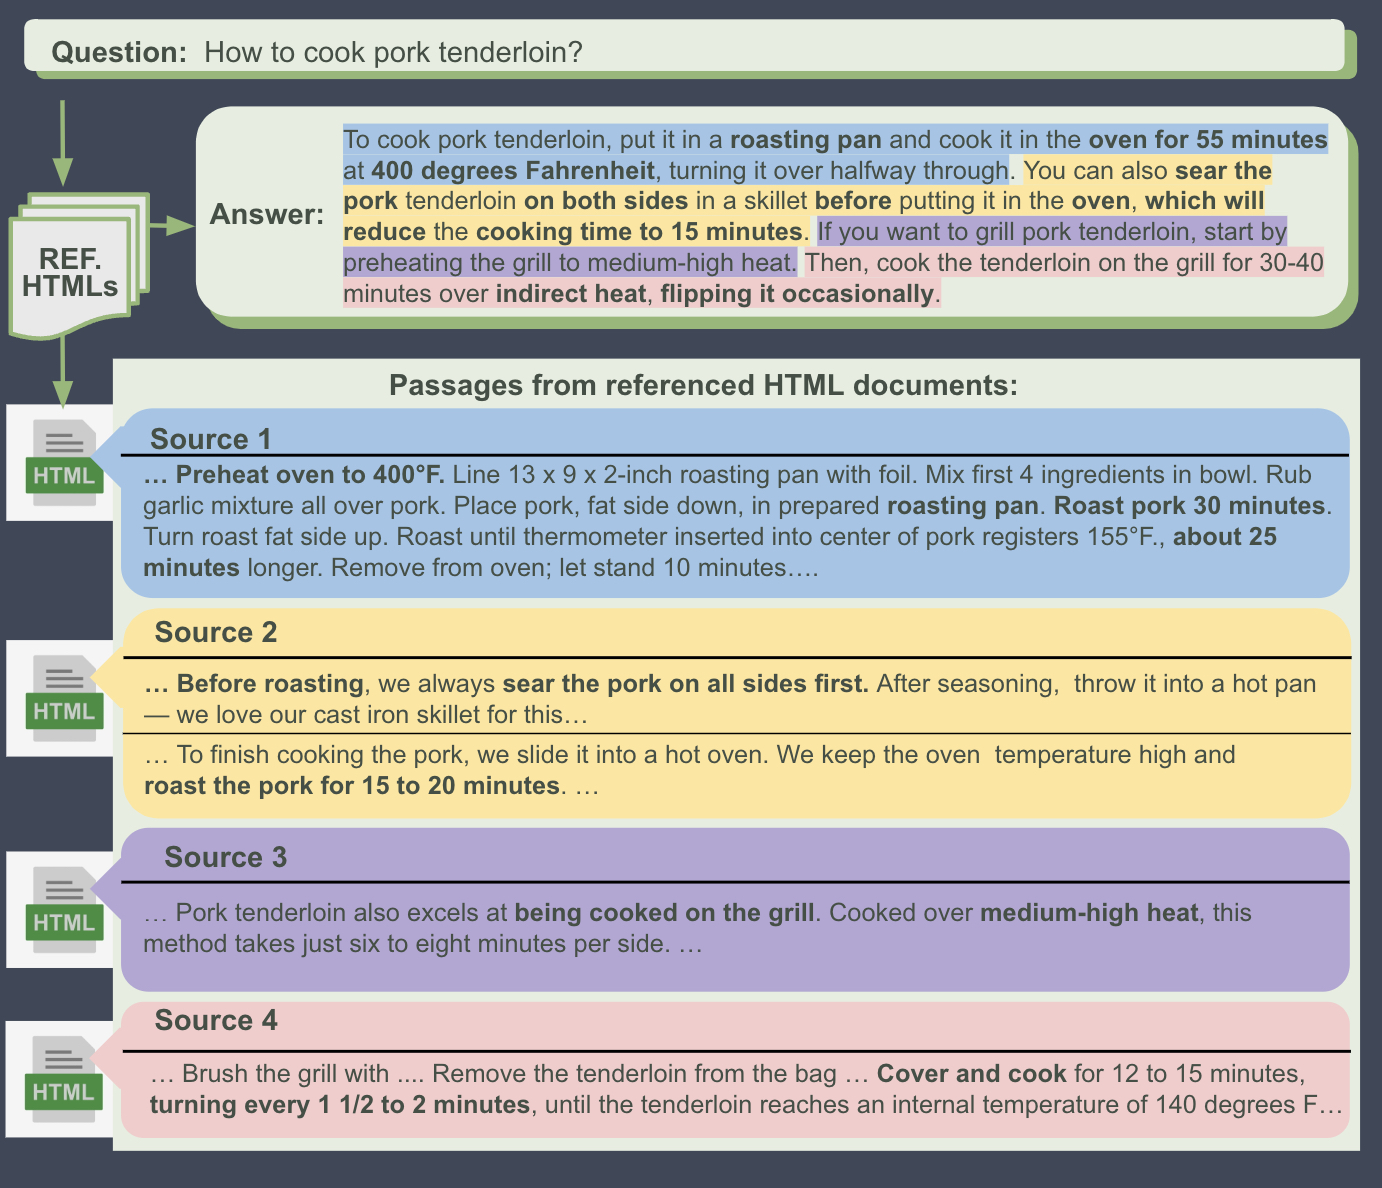 Question: How to cook pork tenderloin?
To cook pork tenderloin, put it in a roasting pan and cook it in the oven for 55 minutes
at 400 degrees Fahrenheit, turning it over halfway through. You can also sear the
pork tenderloin on both sides in a skillet before putting it in the oven, which will
Answer:
reduce the cooking time to 15 minutes. If you want to grill pork tenderloin, start by
preheating the grill to medium-high heat. Then, cook the tenderloin on the grill for 30-40
minutes over indirect heat, flipping it occasionally.
REF.
HTMLs
Passages from referenced HTML documents:
Source 1
HTML
... Preheat oven to 400°F. Line 13 x 9 x 2-inch roasting pan with foil. Mix first 4 ingredients in bowl. Rub
garlic mixture all over pork. Place pork, fat side down, in prepared roasting pan. Roast pork 30 minutes.
Turn roast fat side up. Roast until thermometer inserted into center of pork registers 155°F., about 25
minutes longer. Remove from oven; let stand 10 minutes….
Source 2
HTML
… Before roasting, we always sear the pork on all sides first. After seasoning, throw it into a hot pan
— we love our cast iron skillet for this…
… To finish cooking the pork, we slide it into a hot oven. We keep the oven temperature high and
roast the pork for 15 to 20 minutes. …
Source 3
HTML
… Pork tenderloin also excels at being cooked on the grill. Cooked over medium-high heat, this
method takes just six to eight minutes per side. …
Source 4
HTML
… Brush the grill with .... Remove the tenderloin from the bag … Cover and cook for 12 to 15 minutes,
turning every 1 1/2 to 2 minutes, until the tenderloin reaches an internal temperature of 140 degrees F…